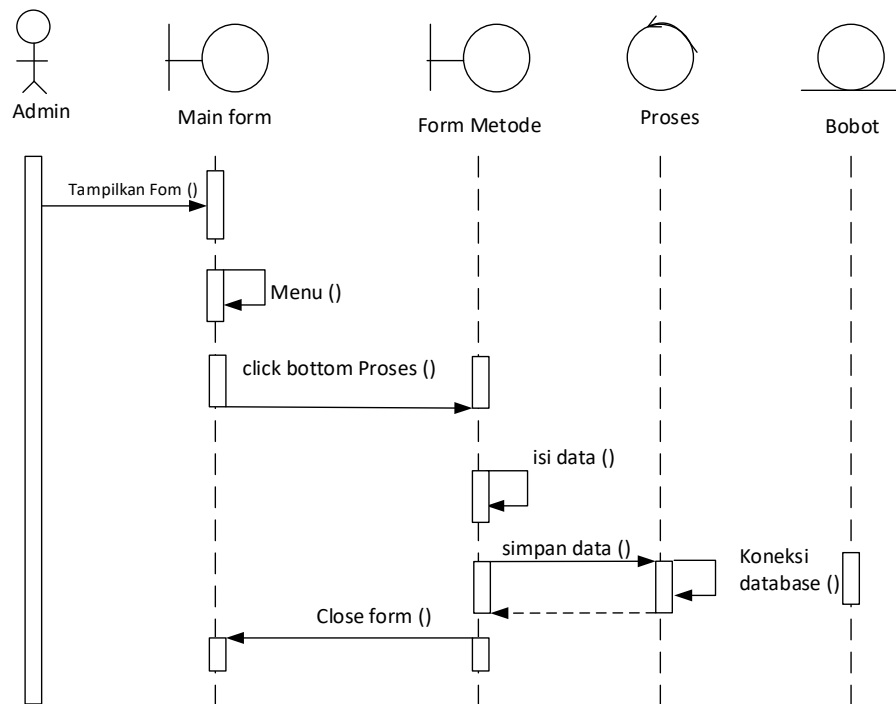 Admin
Main form
Form Metode
Proses
Bobot
Tampilkan Fom ()
Menu ()
click bottom Proses ()
isi data ()
simpan data ()
Koneksi
database ()
Close form ()